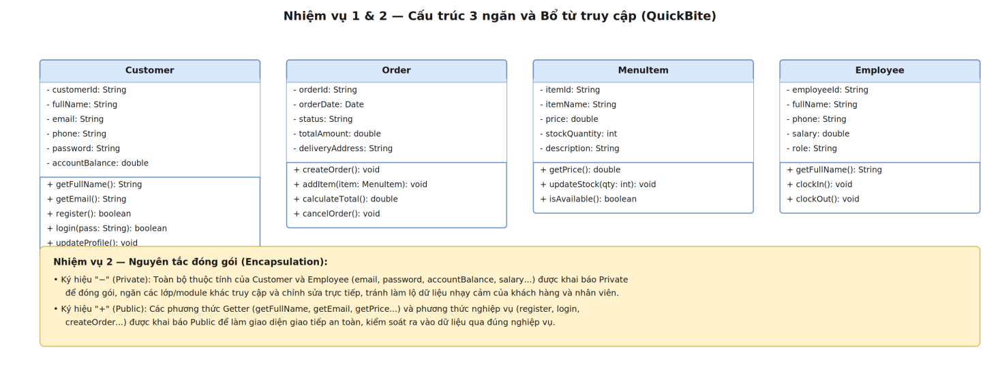 Nhiệm vụ 1 & 2 — Cấu trúc 3 ngăn và Bổ từ truy cập (QuickBite)
Customer
- customerId: String
- fullName: String
- email: String
- phone: String
- password: String
- accountBalance: double
+ getFullName(): String
+ getEmail(): String
+ register(): boolean
+ login(pass: String): boolean
+ updateProfile(): void
Order
- orderId: String
- orderDate: Date
- status: String
- totalAmount: double
- deliveryAddress: String
+ createOrder(): void
+ addItem(item: MenuItem): void
+ calculateTotal(): double
+ cancelOrder(): void
MenuItem
- itemId: String
- itemName: String
- price: double
- stockQuantity: int
- description: String
+ getPrice(): double
+ updateStock(qty: int): void
+ isAvailable(): boolean
Employee
- employeeId: String
- fullName: String
- phone: String
- salary: double
- role: String
+ getFullName(): String
+ clockIn(): void
+ clockOut(): void
Nhiệm vụ 2 — Nguyên tắc đóng gói (Encapsulation):
• Ký hiệu "−" (Private): Toàn bộ thuộc tính của Customer và Employee (email, password, accountBalance, salary...) được khai báo Private
để đóng gói, ngăn các lớp/module khác truy cập và chỉnh sửa trực tiếp, tránh làm lộ dữ liệu nhạy cảm của khách hàng và nhân viên.
• Ký hiệu "+" (Public): Các phương thức Getter (getFullName, getEmail, getPrice...) và phương thức nghiệp vụ (register, login,
createOrder...) được khai báo Public để làm giao diện giao tiếp an toàn, kiểm soát ra vào dữ liệu qua đúng nghiệp vụ.